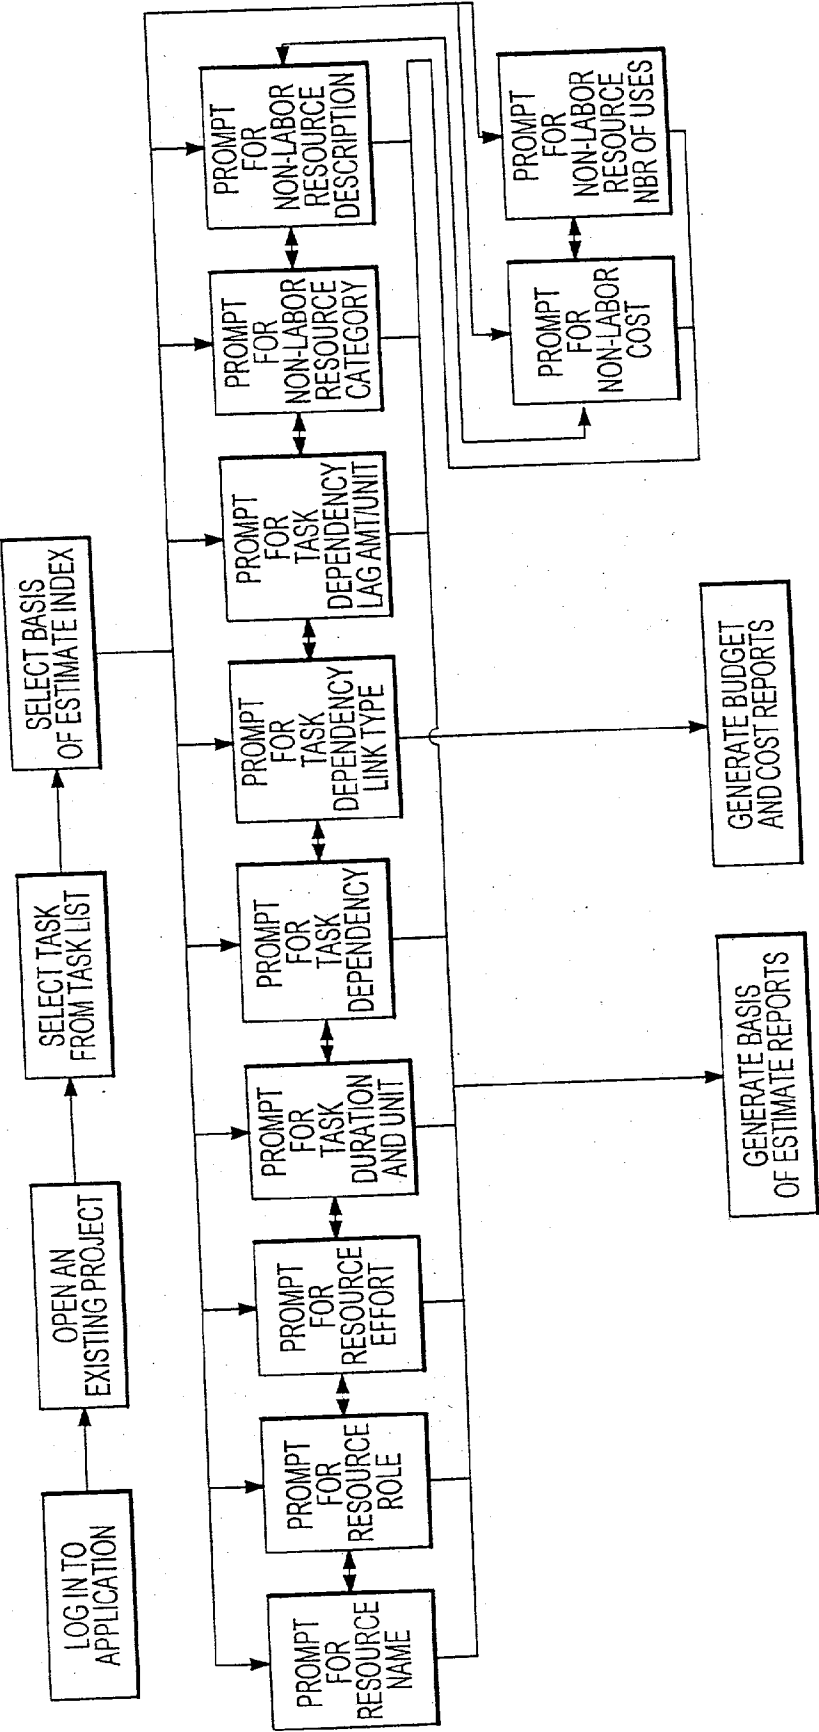 LOG IN TO
APPLICATION
OPEN AN
EXISTING PROJECT
SELECT TASK
FROM TASK LIST
SELECT BASIS
OF ESTIMATE INDEX
PROMPT
FOR
RESOURCE
NAME
PROMPT
FOR
RESOURCE
ROLE
PROMPT
FOR
RESOURCE
EFFORT
PROMPT
FOR
TASK
DURATION
AND UNIT
PROMPT
FOR
TASK
DEPENDENCY
PROMPT
FOR
TASK
DEPENDENCY
LINK TYPE
PROMPT
FOR
TASK
DEPENDENCY
LAG AMT/UNIT
PROMPT
FOR
NON-LABOR
RESOURCE
CATEGORY
PROMPT
FOR
NON-LABOR
RESOURCE
DESCRIPTION
PROMPT
FOR
NON-LABOR
COST
PROMPT
FOR
NON-LABOR
RESOURCE
NBR OF USES
GENERATE BASIS
OF ESTIMATE REPORTS
GENERATE BUDGET
AND COST REPORTS